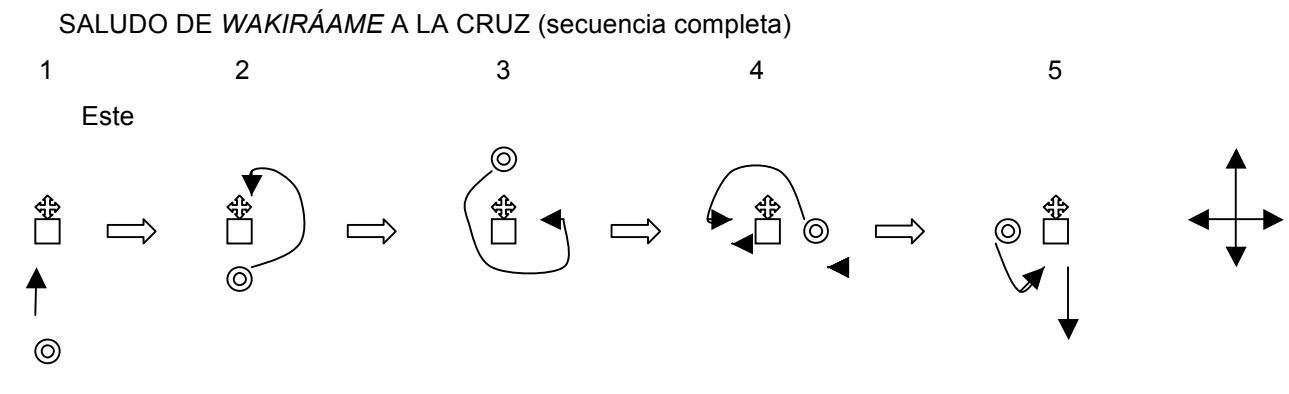 SALUDO DE WAKIRÁAME A LA CRUZ (secuencia completa)
1 2 3 4 5
Este